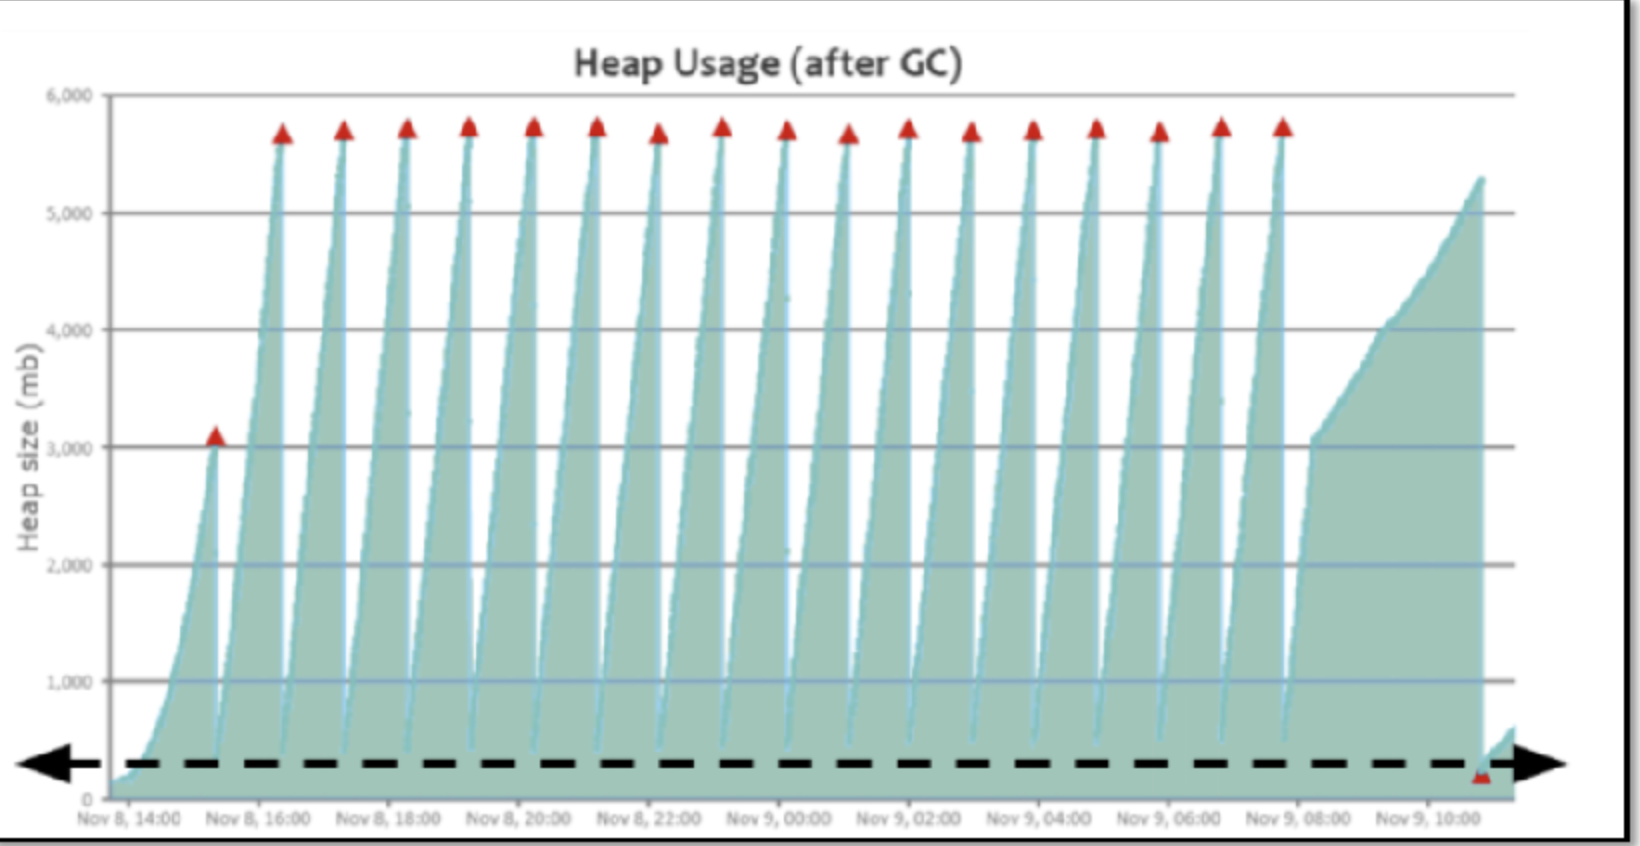 Heap Usage (after GC)
6,000
5,000
4,000
3,000
2,000
1,000
0
Heap size (mb)
Nov 8, 14:00
Nov 8, 16:00
Nov 8, 18:00
Nov 8, 20:00
Nov 8, 22:00
Nov 9, 00:00
Nov 9, 02:00
Nov 9, 04:00
Nov 9, 06:00
Nov 9, 08:00
Nov 9, 10:00